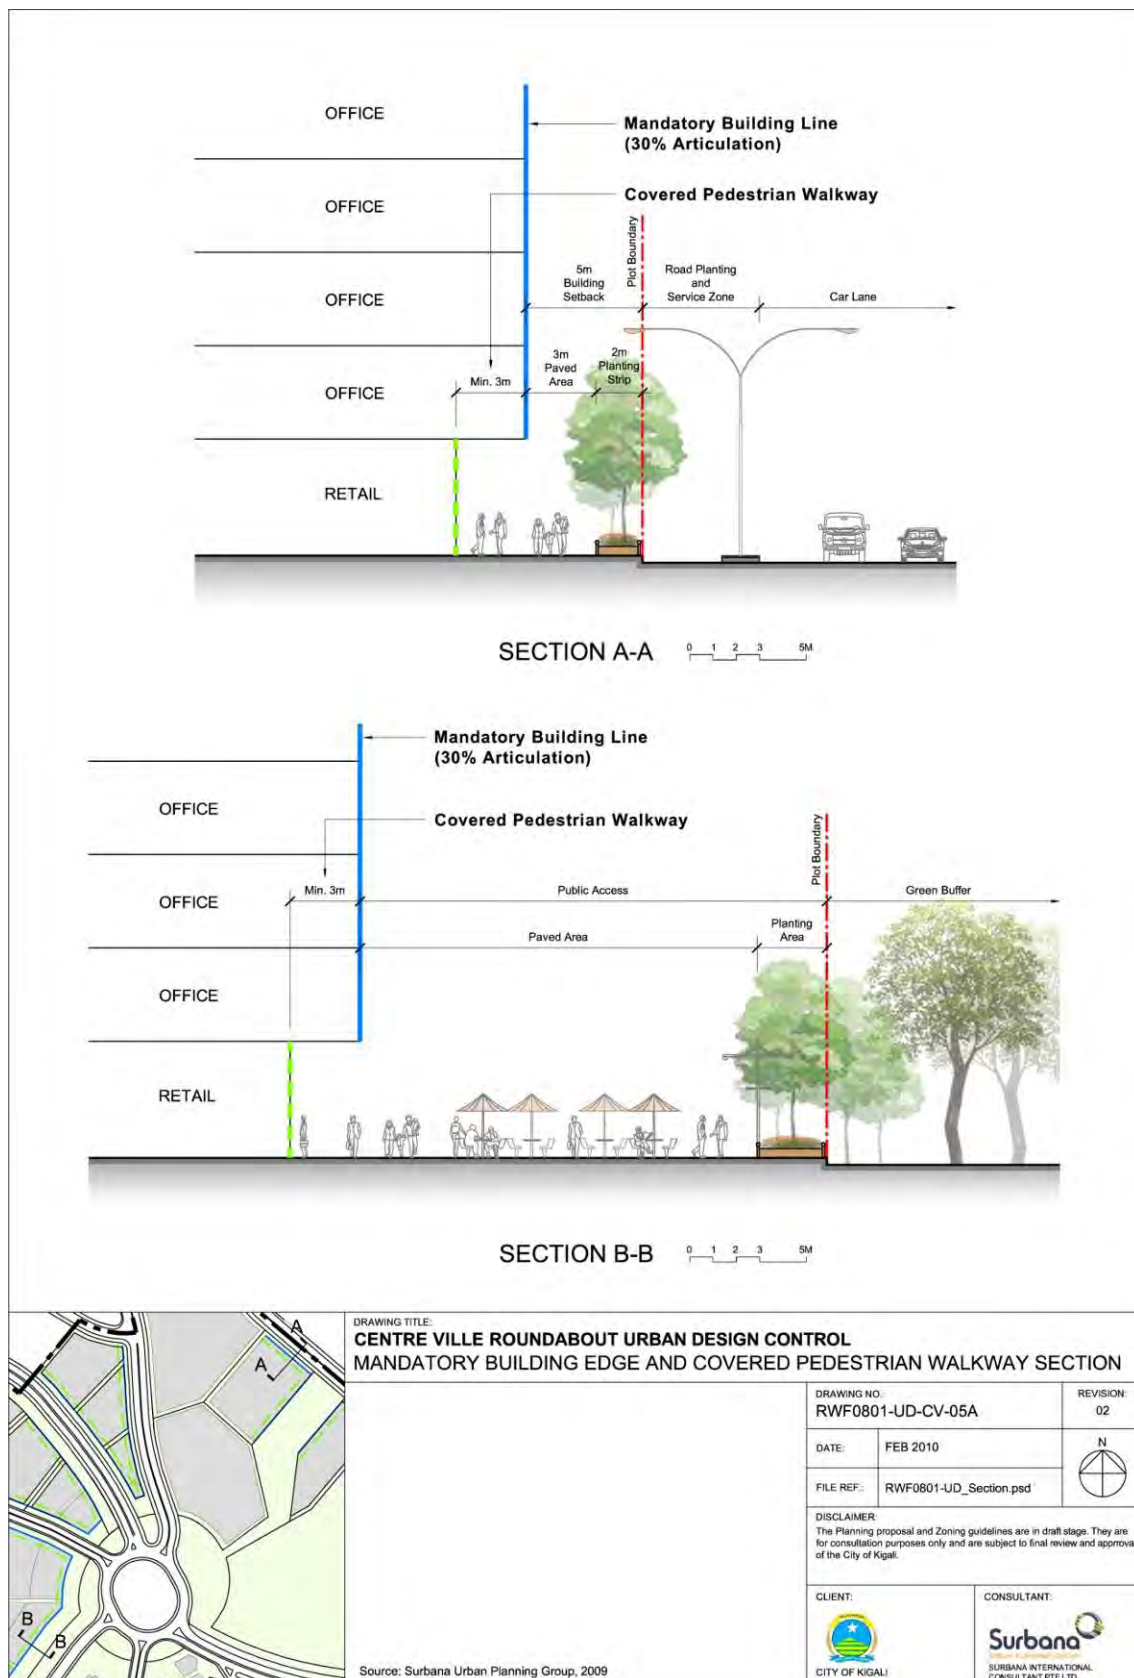 OFFICE
Mandatory Building Line
(30% Articulation)
OFFICE
Covered Pedestrian Walkway
Plot Boundary
5m
Building
Setback
Road Planting
and
Service Zone
Car Lane
OFFICE
3m
Paved
Area
2m
Planting
Strip
Min. 3m
OFFICE
RETAIL
SECTION A-A
0 1 2 3 5M
Mandatory Building Line
(30% Articulation)
OFFICE
Covered Pedestrian Walkway
Plot Boundary
Min. 3m
Public Access
Green Buffer
OFFICE
Paved Area
Planting
Area
OFFICE
RETAIL
SECTION B-B
0 1 2 3 5M
A
A
B
B
DRAWING TITLE:
CENTRE VILLE ROUNDABOUT URBAN DESIGN CONTROL
MANDATORY BUILDING EDGE AND COVERED PEDESTRIAN WALKWAY SECTION
DRAWING NO.:
RWF0801-UD-CV-05A
REVISION:
02
DATE:
FEB 2010
N
FILE REF.:
RWF0801-UD_Section.psd
DISCLAIMER:
The Planning proposal and Zoning guidelines are in draft stage. They are
for consultation purposes only and are subject to final review and approva
of the City of Kigali.
CLIENT:
CITY OF KIGALI
CONSULTANT:
Surbana
SURBANA INTERNATIONAL
CONSULTANT PTE LTD
Source: Surbana Urban Planning Group, 2009